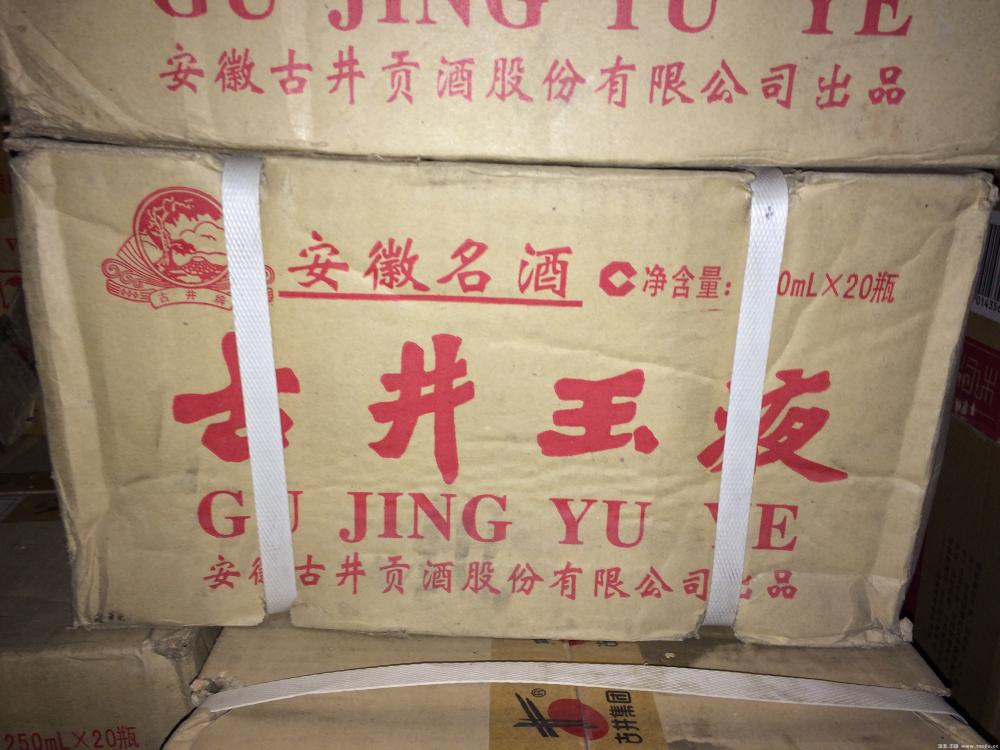 GU JING YU YE
安徽古井贡酒股份有限公司出品
古井牌
安徽名酒
净含量: 0mL×20瓶
古井玉液
GU JING YU YE
安徽古井贡酒股份有限公司出品
250mL×20瓶
古井集团
®